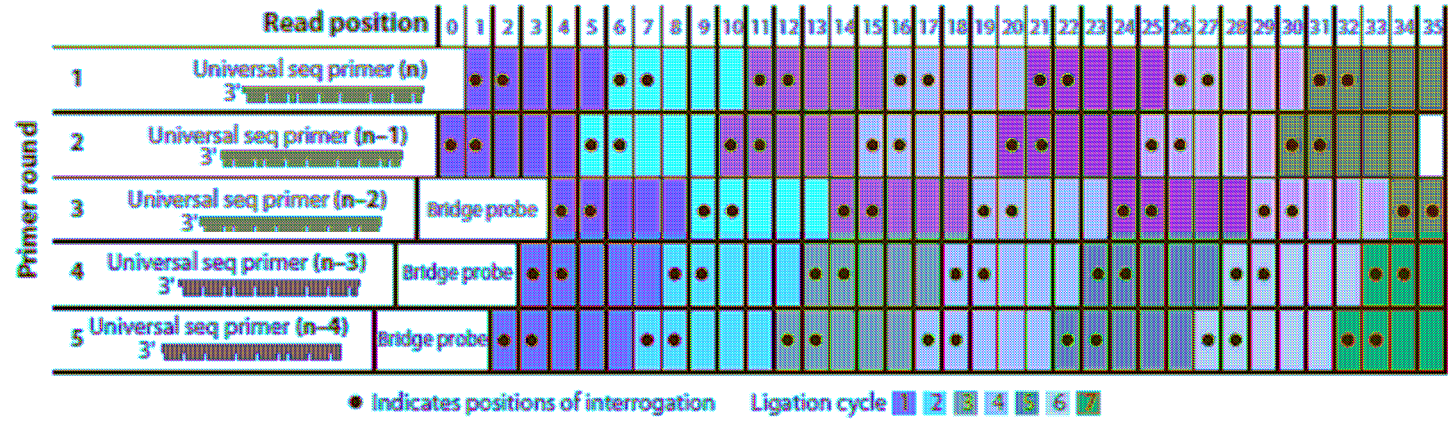 Read position 0 1 2 3 4 5 6 7 8 9 10 11 12 13 14 15 16 17 18 19 20 21 22 23 24 25 26 27 28 29 30 31 32 33 34 35
Primer round
1 Universal seq primer (n)
3'
2 Universal seq primer (n–1)
3'
3 Universal seq primer (n–2) Bridge probe
3'
4 Universal seq primer (n–3) Bridge probe
3'
5 Universal seq primer (n–4) Bridge probe
3'
Indicates positions of interrogation Ligation cycle 1 2 3 4 5 6 7